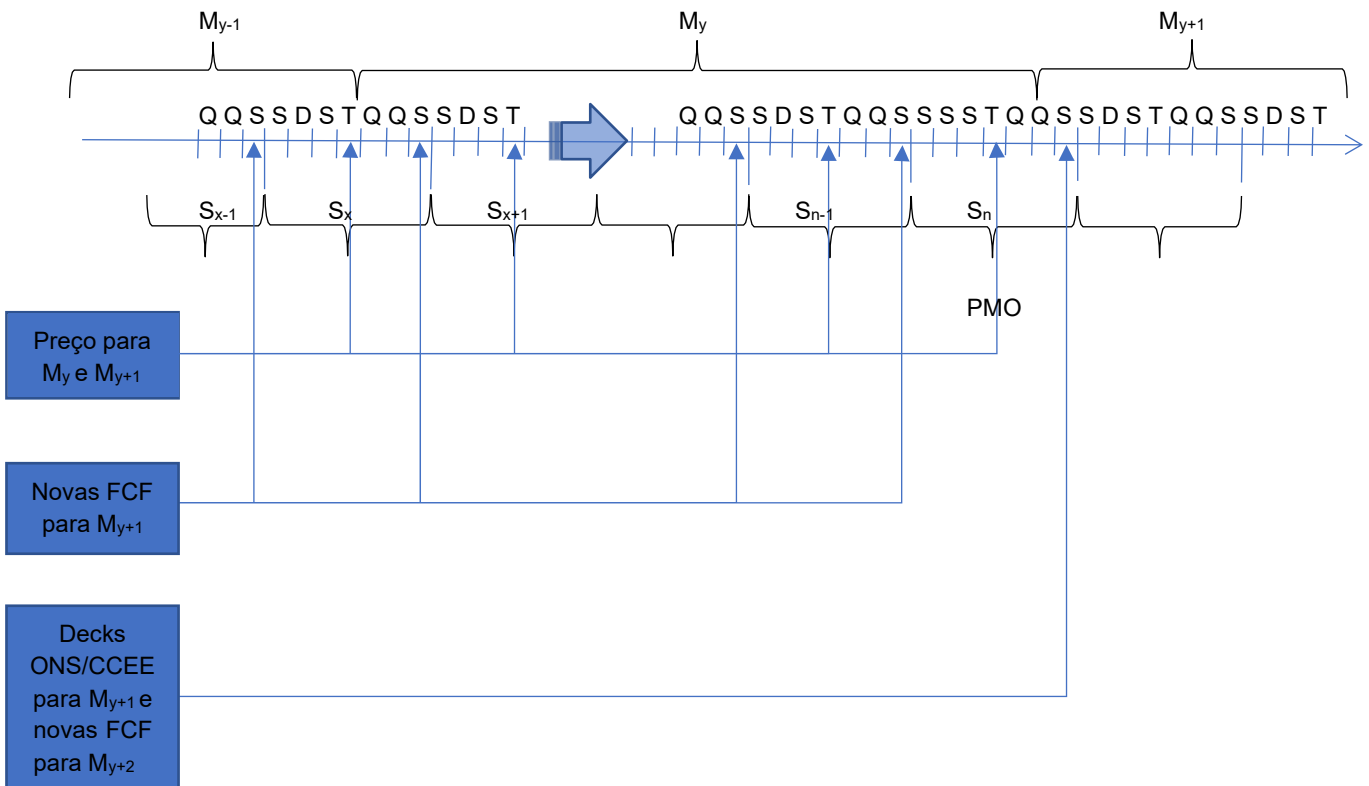 My-1 My My+1
Q Q S S D S T Q Q S S D S T Q Q S S D S T Q Q S S S S T Q Q S S D S T Q Q S S D S T
Sx-1 Sx Sx+1 Sn-1 Sn
PMO
Preço para
My e My+1
Novas FCF
para My+1
Decks
ONS/CCEE
para My+1 e
novas FCF
para My+2